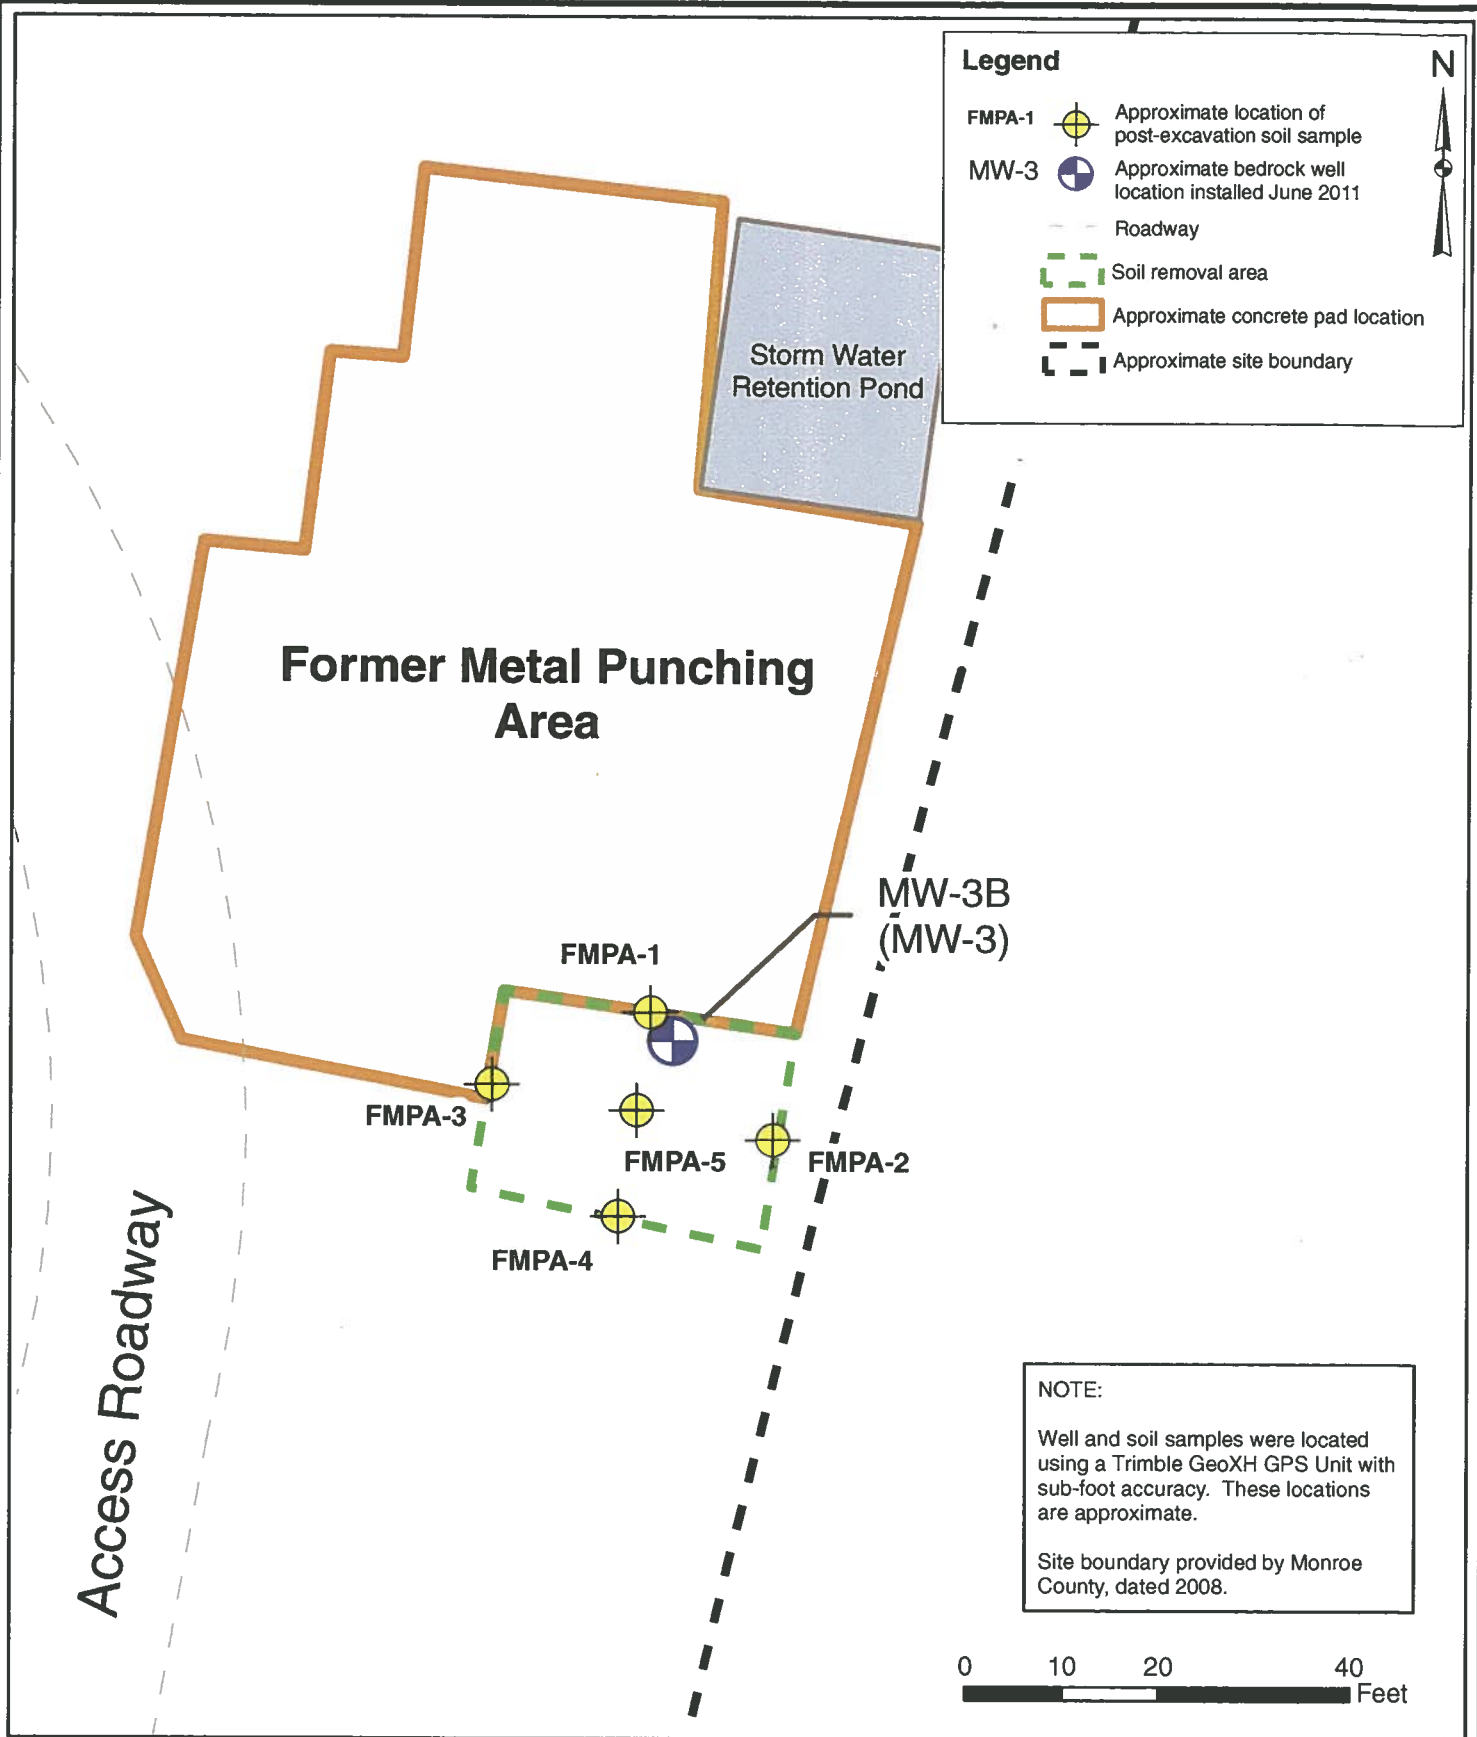 Legend
N
FMPA-1
Approximate location of
post-excavation soil sample
MW-3
Approximate bedrock well
location installed June 2011
Roadway
Soil removal area
Approximate concrete pad location
Approximate site boundary
Storm Water
Retention Pond
Former Metal Punching
Area
MW-3B
(MW-3)
FMPA-1
FMPA-3
FMPA-5
FMPA-2
FMPA-4
Access Roadway
NOTE:
Well and soil samples were located
using a Trimble GeoXH GPS Unit with
sub-foot accuracy. These locations
are approximate.
Site boundary provided by Monroe
County, dated 2008.
0 10 20 40
Feet